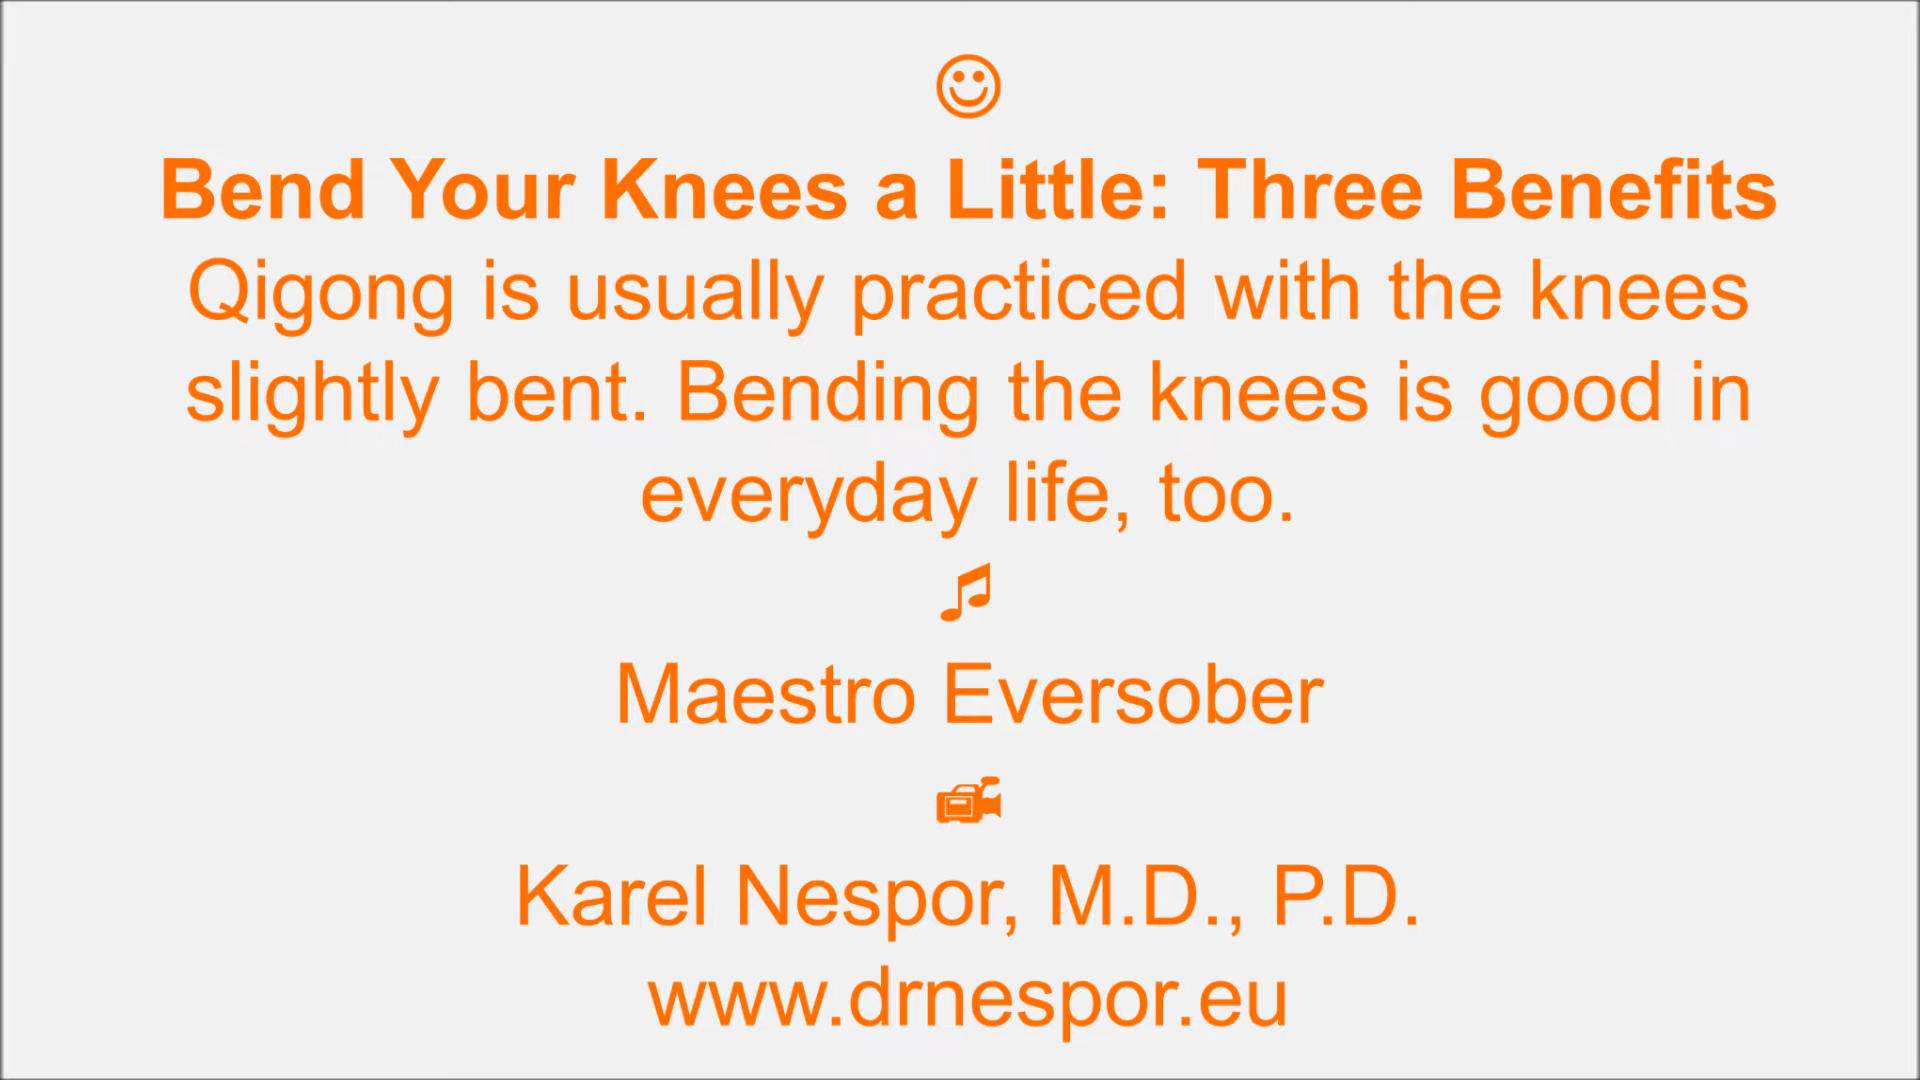 Bend Your Knees a Little: Three Benefits
Qigong is usually practiced with the knees
slightly bent. Bending the knees is good in
everyday life, too.
Maestro Eversober
Karel Nespor, M.D., P.D.
www.drnespor.eu